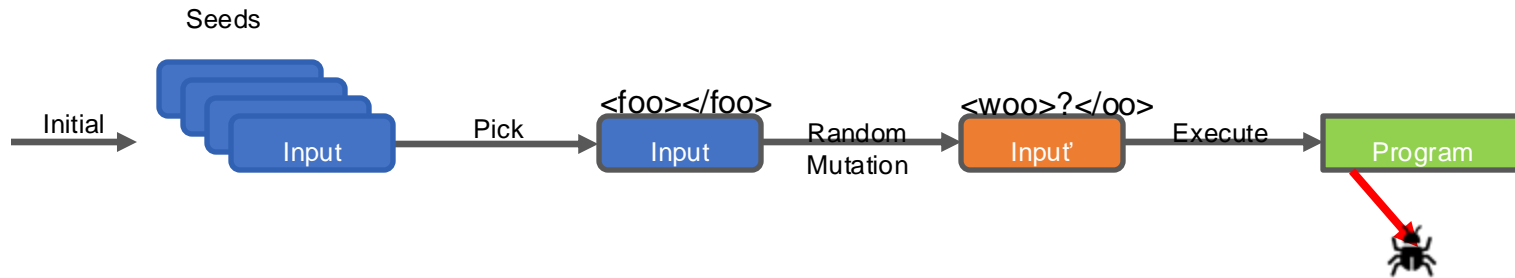 Seeds
Initial
Input
Pick
<foo></foo>
Input
Random
Mutation
<woo>?</oo>
Input'
Execute
Program